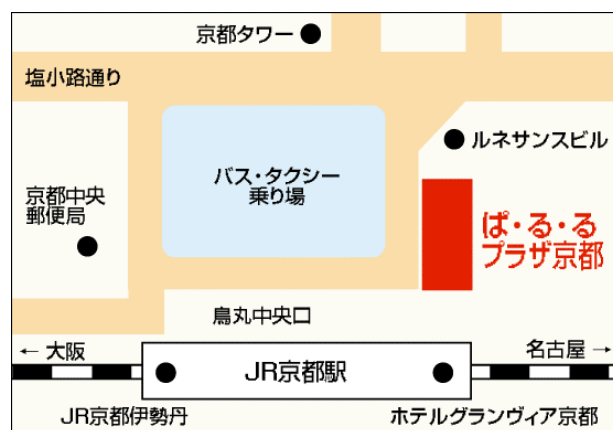 京都タワー
塩小路通り
ルネサンスビル
バス・タクシー
乗り場
京都中央
郵便局
ぱ・る・る
プラザ京都
烏丸中央口
← 大阪
名古屋 →
JR京都駅
JR京都伊勢丹
ホテルグランヴィア京都